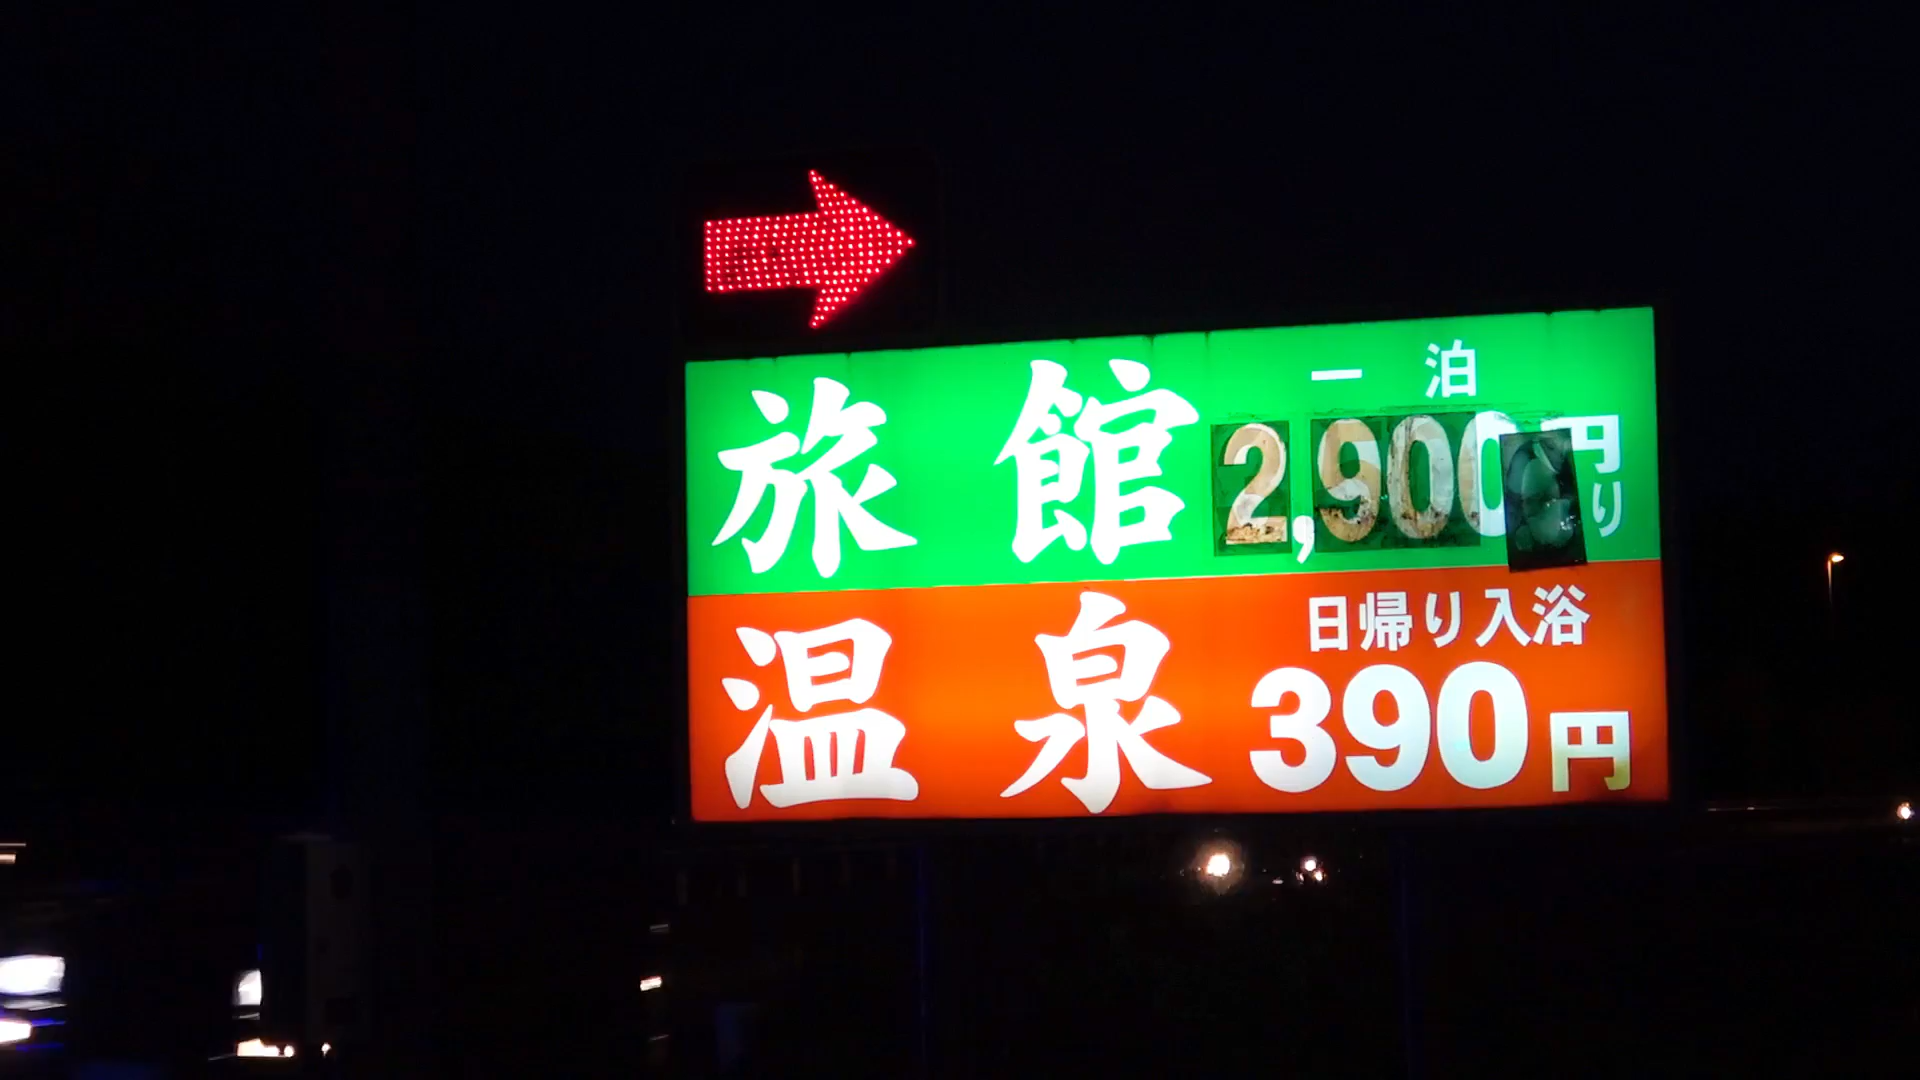 旅館
一泊
2,900円
り
温泉
日帰り入浴
390円